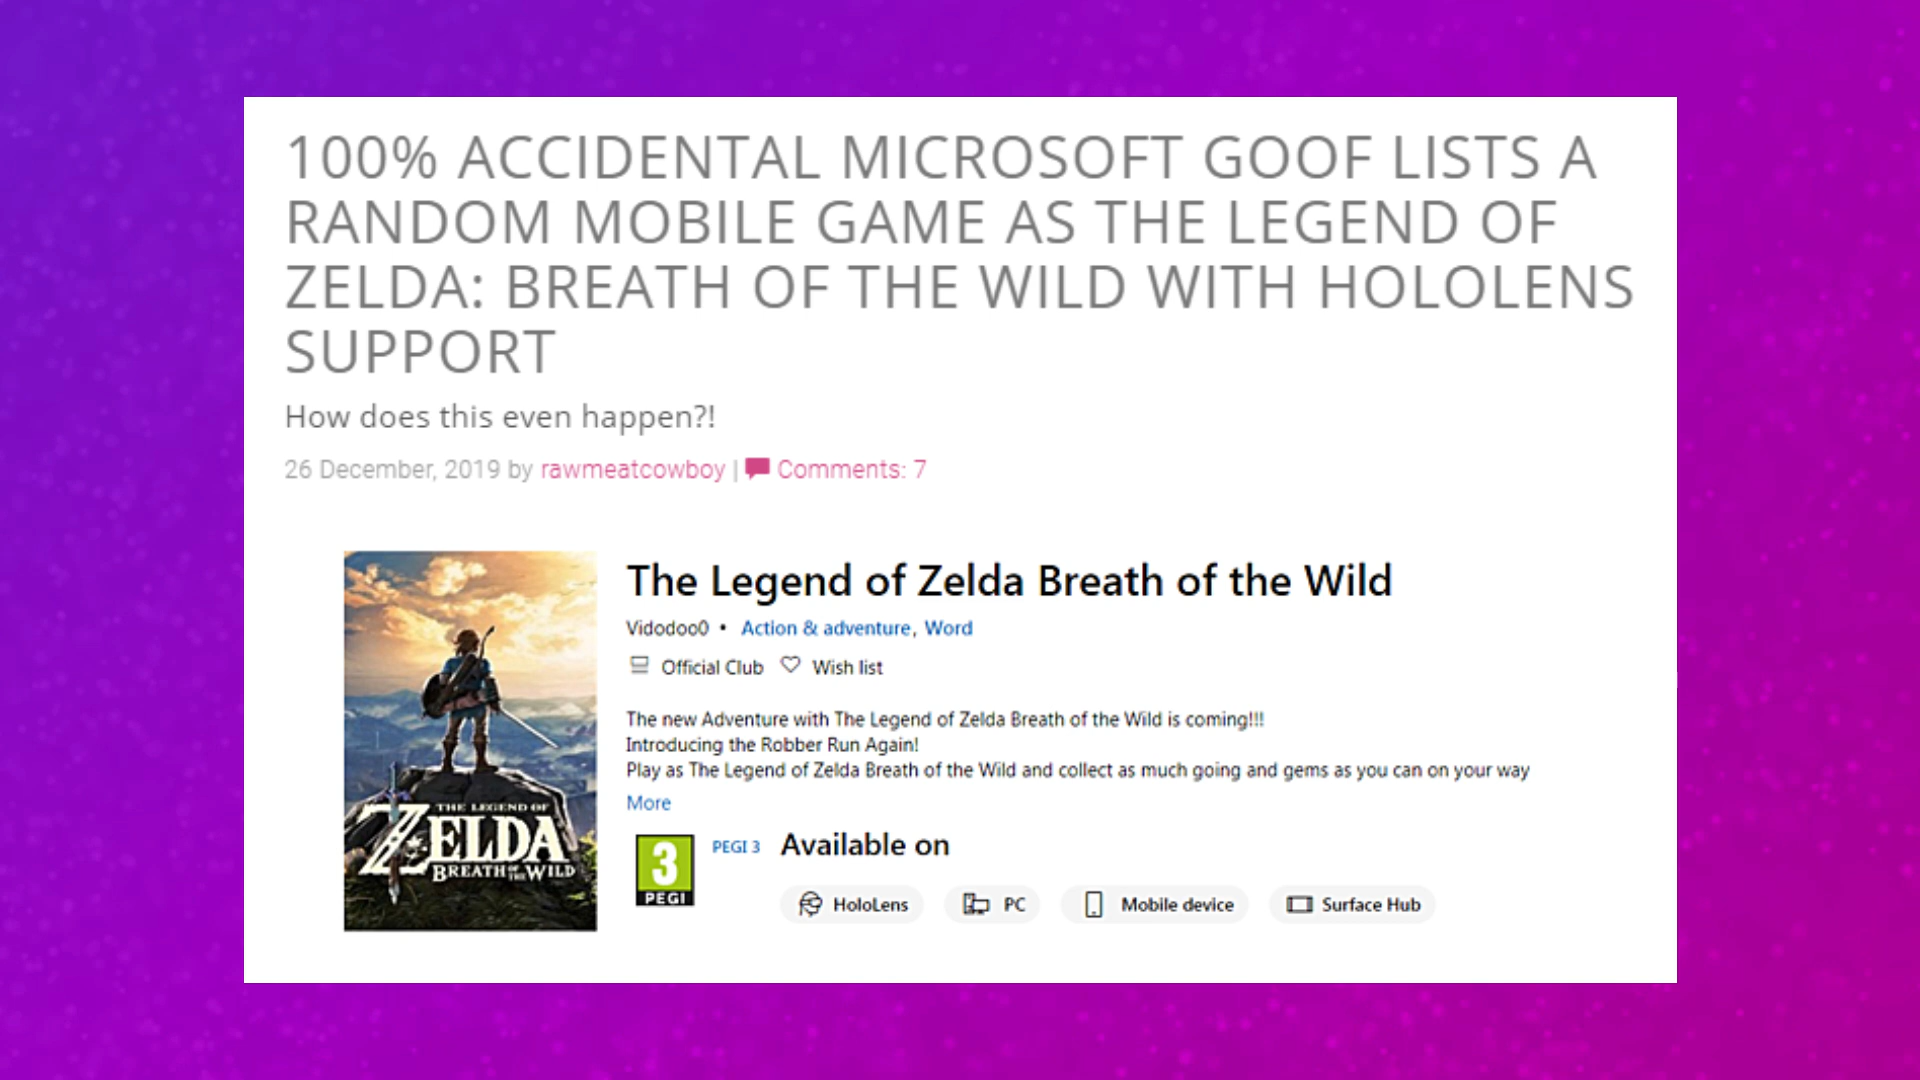 100% ACCIDENTAL MICROSOFT GOOF LISTS A
RANDOM MOBILE GAME AS THE LEGEND OF
ZELDA: BREATH OF THE WILD WITH HOLOLENS
SUPPORT
How does this even happen?!
26 December, 2019 by rawmeatcowboy | Comments: 7
The Legend of Zelda Breath of the Wild
Vidodoo0 • Action & adventure, Word
Official Club Wish list
The new Adventure with The Legend of Zelda Breath of the Wild is coming!!!
Introducing the Robber Run Again!
Play as The Legend of Zelda Breath of the Wild and collect as much going and gems as you can on your way
More
THE LEGEND OF
ZELDA
BREATH OF THE WILD
3
PEGI
PEGI 3
Available on
HoloLens PC Mobile device Surface Hub